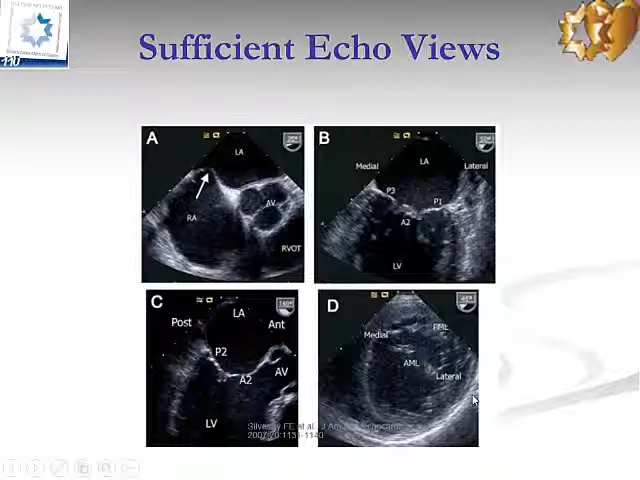 Sufficient Echo Views
A
LA
RA
AV
RVOT
B
Medial
LA
Lateral
P3
P1
A2
LV
C
LA
Post
Ant
P2
AV
A2
LV
D
Medial
PML
AML
Lateral